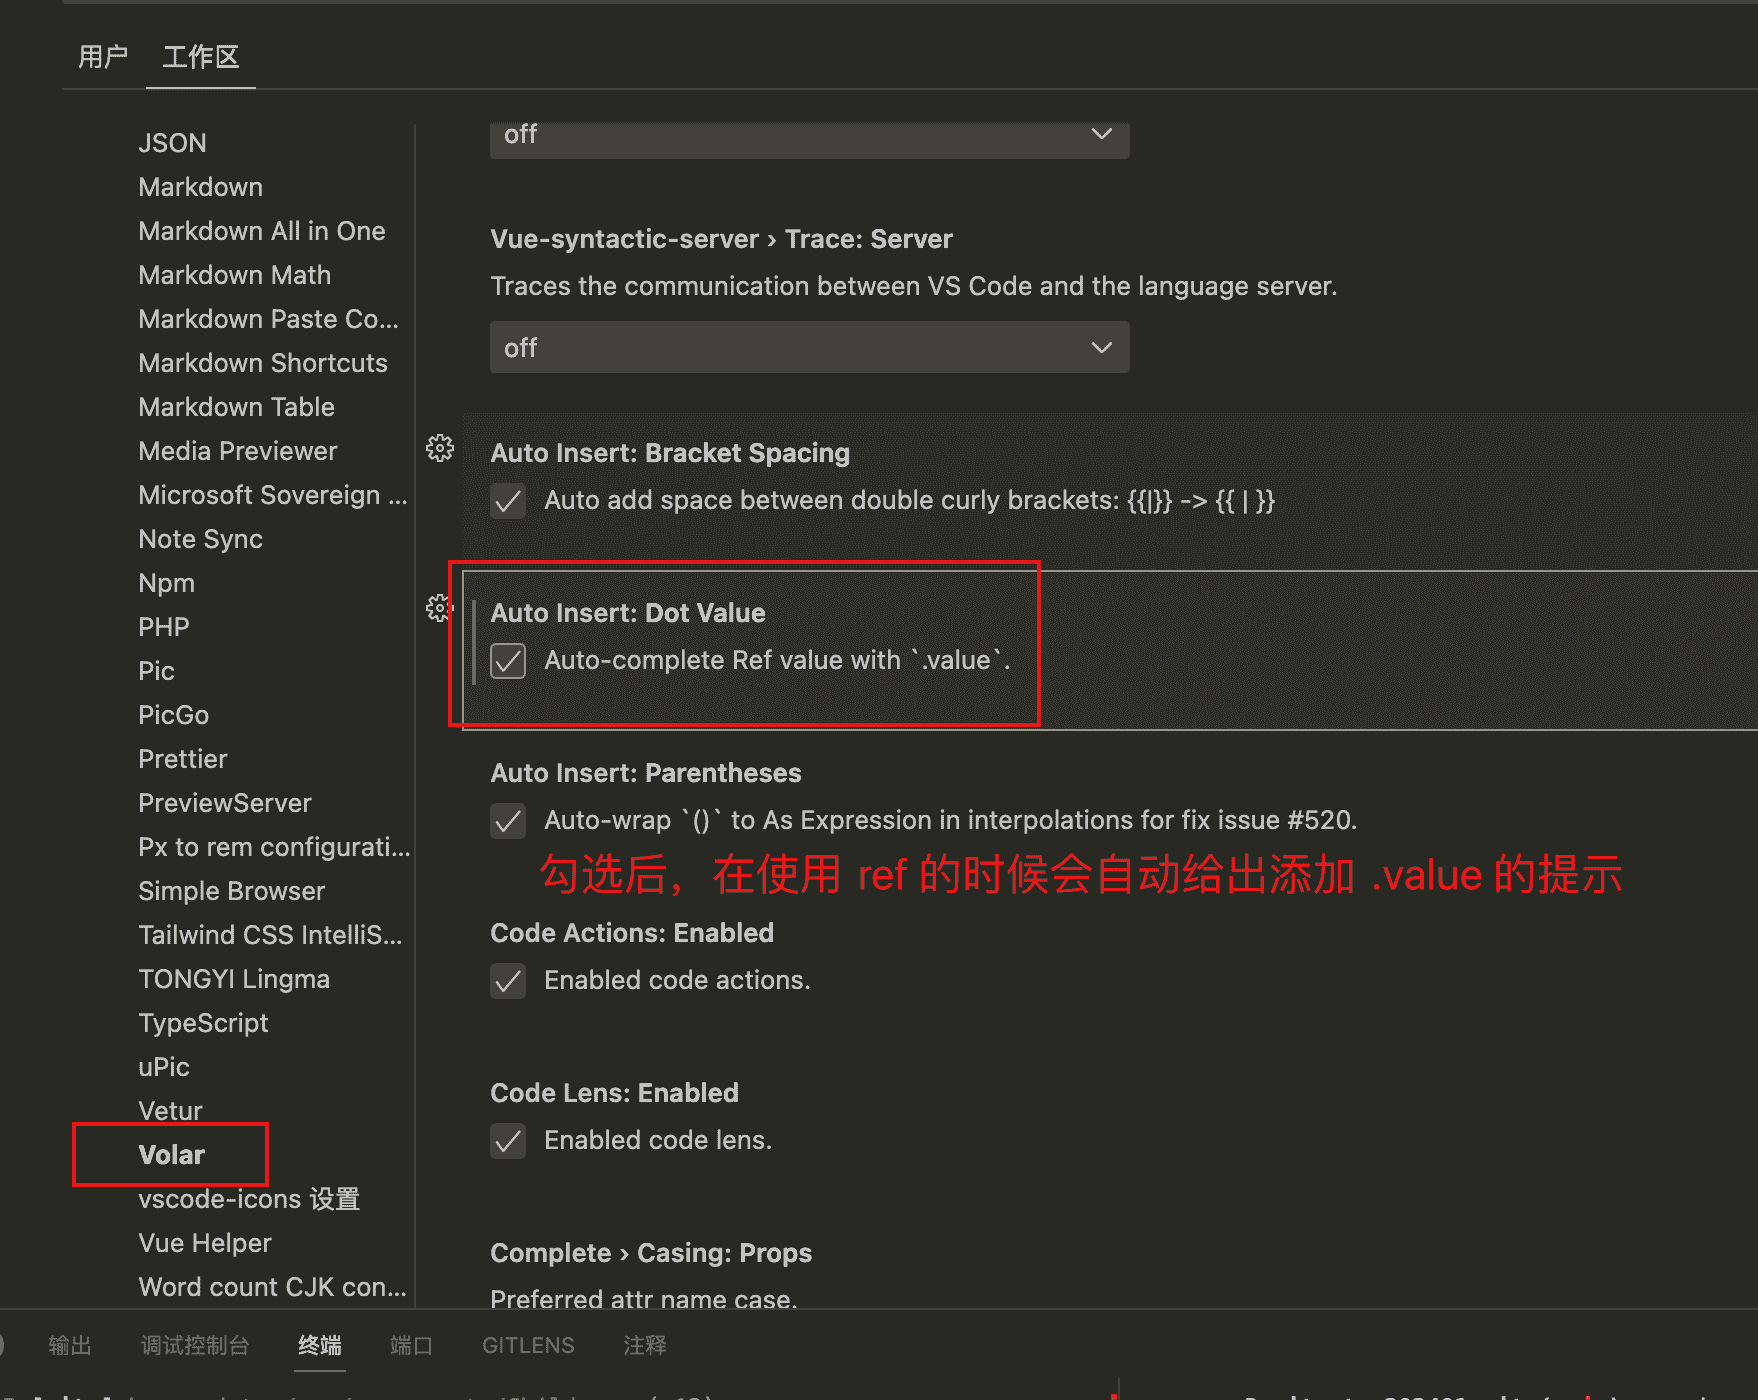 用户 工作区
JSON
Markdown
Markdown All in One
Markdown Math
Markdown Paste Co...
Markdown Shortcuts
Markdown Table
Media Previewer
Microsoft Sovereign ...
Note Sync
Npm
PHP
Pic
PicGo
Prettier
PreviewServer
Px to rem configurati...
Simple Browser
Tailwind CSS IntelliS...
TONGYI Lingma
TypeScript
uPic
Vetur
Volar
vscode-icons 设置
Vue Helper
Word count CJK con...
off
Vue-syntactic-server › Trace: Server
Traces the communication between VS Code and the language server.
off
Auto Insert: Bracket Spacing
Auto add space between double curly brackets: {{|}} -> {{ | }}
Auto Insert: Dot Value
Auto-complete Ref value with `.value`.
Auto Insert: Parentheses
Auto-wrap `()` to As Expression in interpolations for fix issue #520.
勾选后，在使用 ref 的时候会自动给出添加 .value 的提示
Code Actions: Enabled
Enabled code actions.
Code Lens: Enabled
Enabled code lens.
Complete › Casing: Props
Preferred attr name case.
输出 调试控制台 终端 端口 GITLENS 注释